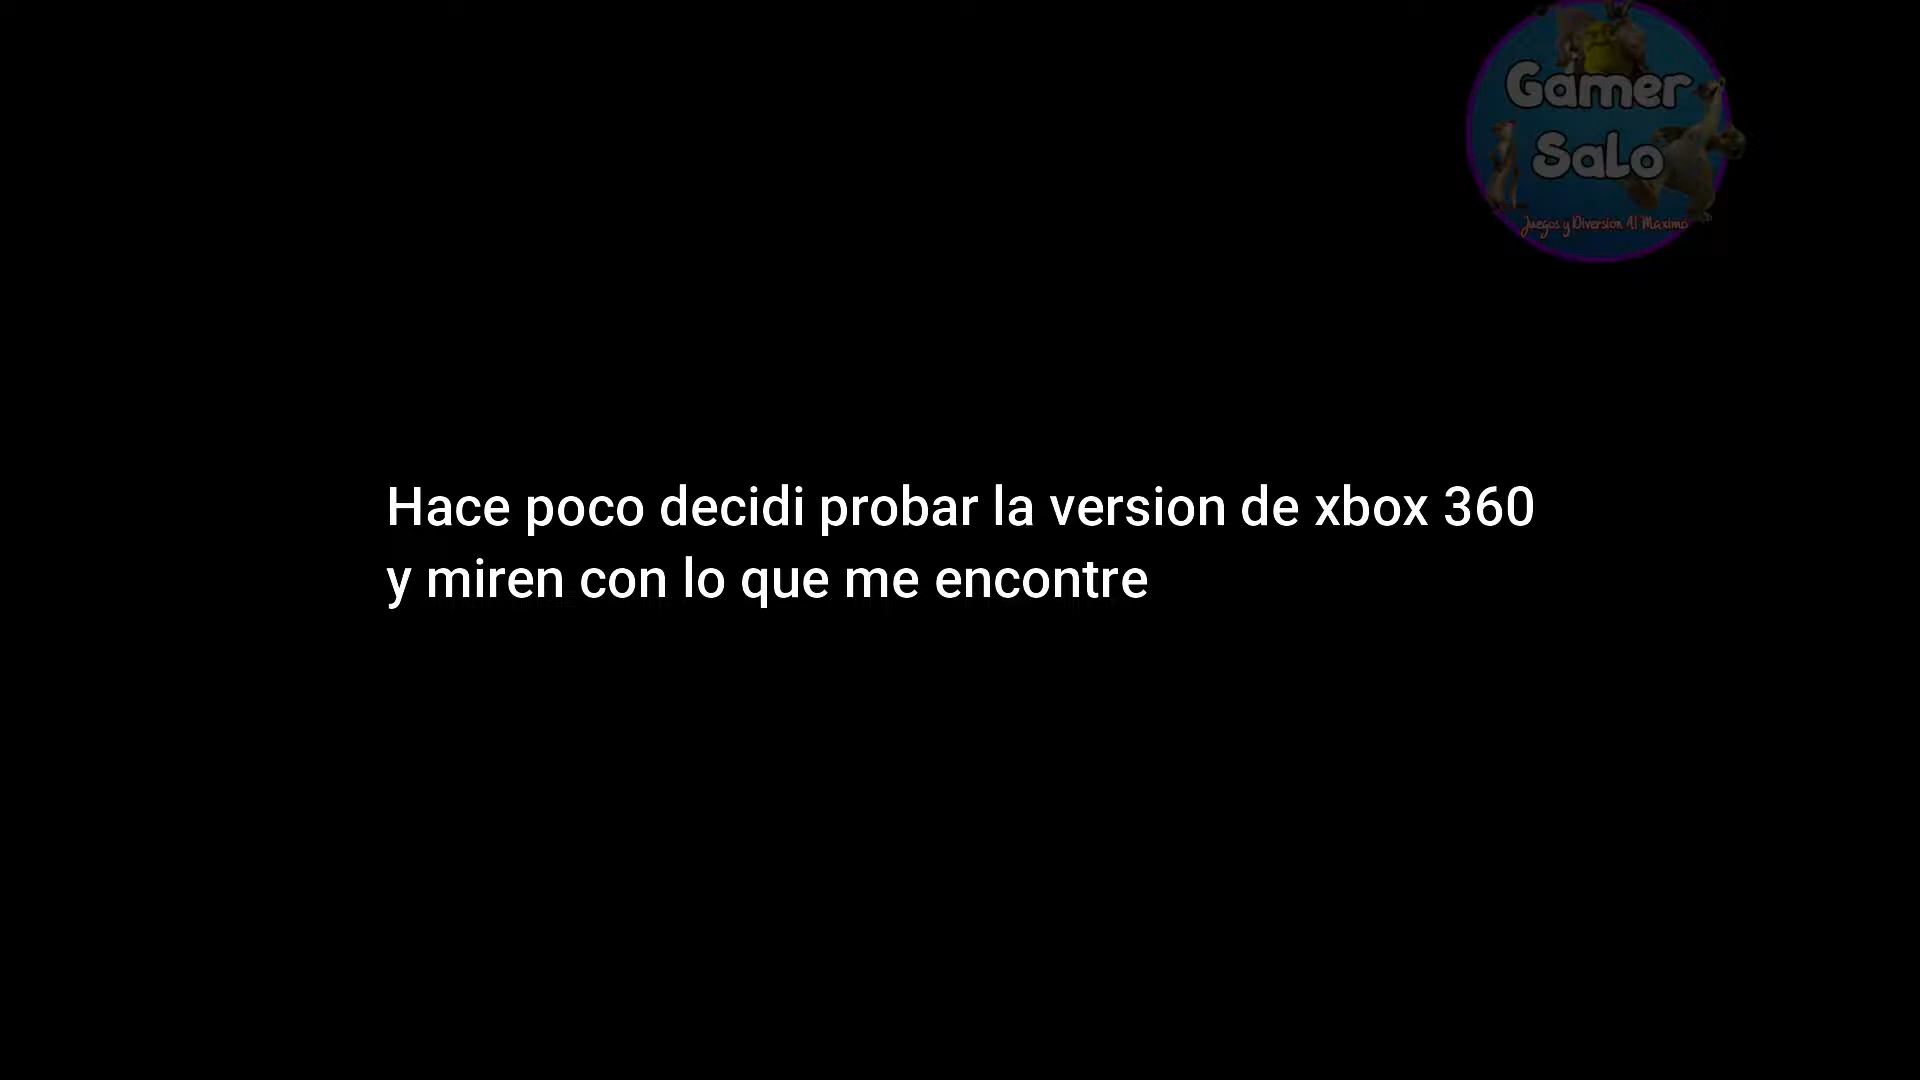 Gamer
Salo
Juegos y Diversión Al Maximo
Hace poco decidi probar la version de xbox 360
y miren con lo que me encontre